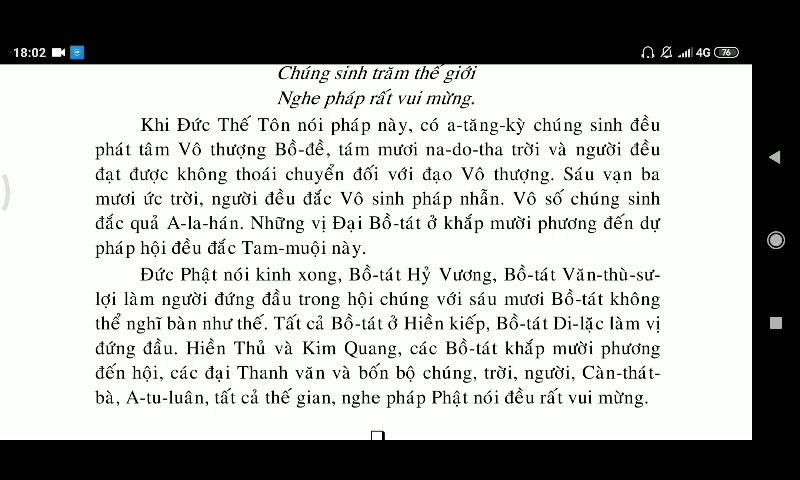 18:02
4G 76
Chúng sinh trăm thế giới
Nghe pháp rất vui mừng.
Khi Đức Thế Tôn nói pháp này, có a-tăng-kỳ chúng sinh đều
phát tâm Vô thượng Bồ-đề, tám mươi na-do-tha trời và người đều
đạt được không thoái chuyển đối với đạo Vô thượng. Sáu vạn ba
mươi ức trời, người đều đắc Vô sinh pháp nhẫn. Vô số chúng sinh
đắc quả A-la-hán. Những vị Đại Bồ-tát ở khắp mười phương đến dự
pháp hội đều đắc Tam-muội này.
Đức Phật nói kinh xong, Bồ-tát Hỷ Vương, Bồ-tát Văn-thù-sư-
lợi làm người đứng đầu trong hội chúng với sáu mươi Bồ-tát không
thể nghĩ bàn như thế. Tất cả Bồ-tát ở Hiền kiếp, Bồ-tát Di-lặc làm vị
đứng đầu. Hiền Thủ và Kim Quang, các Bồ-tát khắp mười phương
đến hội, các đại Thanh văn và bốn bộ chúng, trời, người, Càn-thát-
bà, A-tu-luân, tất cả thế gian, nghe pháp Phật nói đều rất vui mừng.